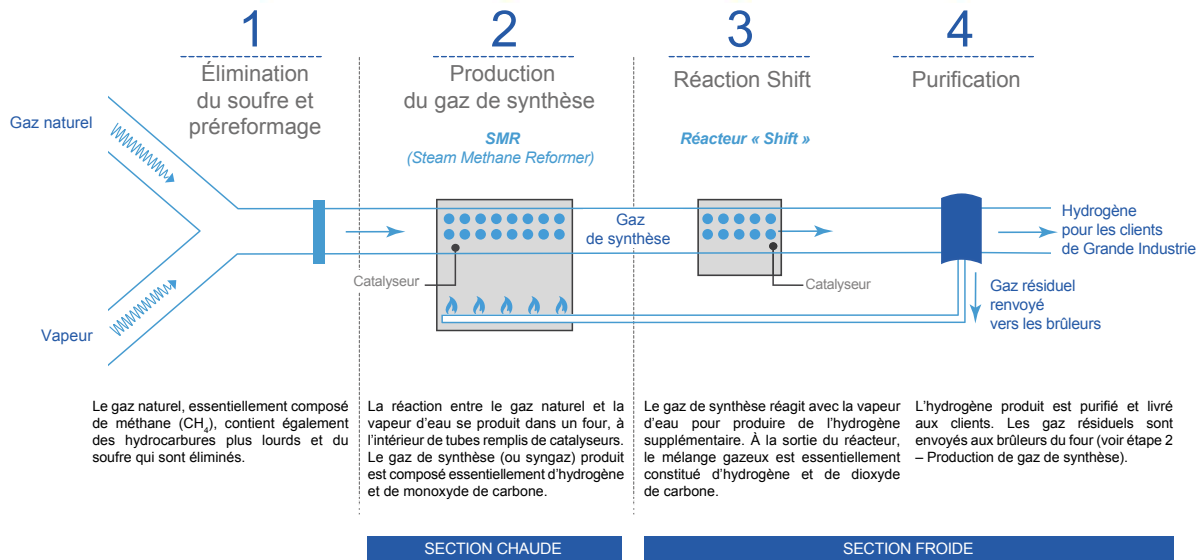 1
Élimination
du soufre et
préreformage
2
Production
du gaz de synthèse
SMR
(Steam Methane Reformer)
3
Réaction Shift
Réacteur « Shift »
4
Purification
Gaz naturel
Vapeur
Catalyseur
Gaz
de synthèse
Catalyseur
Hydrogène
pour les clients
de Grande Industrie
Gaz résiduel
renvoyé
vers les brûleurs
Le gaz naturel, essentiellement composé
de méthane (CH₄), contient également
des hydrocarbures plus lourds et du
soufre qui sont éliminés.
La réaction entre le gaz naturel et la
vapeur d’eau se produit dans un four, à
l’intérieur de tubes remplis de catalyseurs.
Le gaz de synthèse (ou syngaz) produit
est composé essentiellement d’hydrogène
et de monoxyde de carbone.
Le gaz de synthèse réagit avec la vapeur
d’eau pour produire de l’hydrogène
supplémentaire. À la sortie du réacteur,
le mélange gazeux est essentiellement
constitué d’hydrogène et de dioxyde
de carbone.
L’hydrogène produit est purifié et livré
aux clients. Les gaz résiduels sont
envoyés aux brûleurs du four (voir étape 2
– Production de gaz de synthèse).
SECTION CHAUDE
SECTION FROIDE